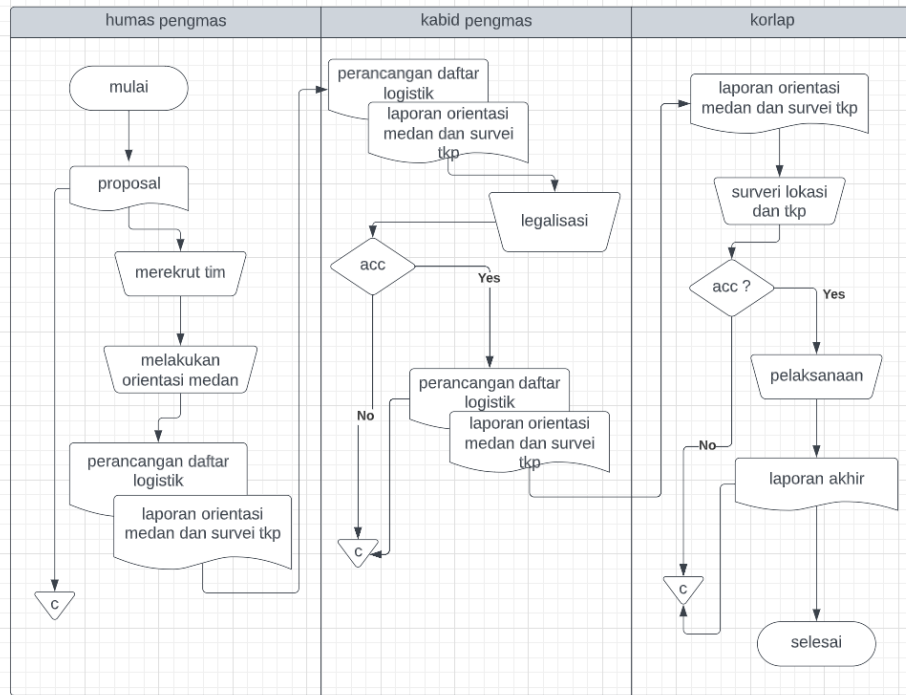 humas pengmas
kabid pengmas
korlap
mulai
proposal
merekrut tim
melakukan
orientasi medan
perancangan daftar
logistik
laporan orientasi
medan dan survei tkp
c
perancangan daftar
logistik
laporan orientasi
medan dan survei
tkp
legalisasi
acc
Yes
No
perancangan daftar
logistik
laporan orientasi
medan dan survei
tkp
c
laporan orientasi
medan dan survei tkp
surveri lokasi
dan tkp
acc ?
Yes
No
pelaksanaan
laporan akhir
c
selesai